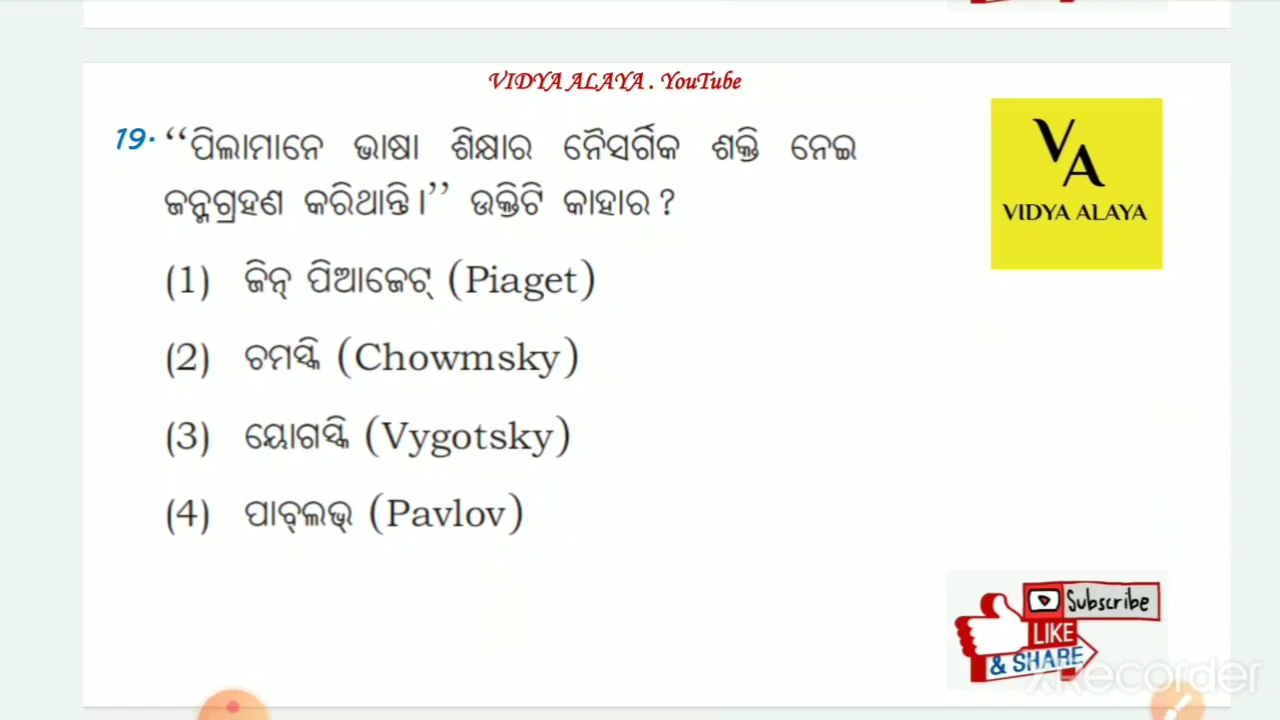 VIDYA ALAYA . YouTube
19. ‘‘ପିଲାମାନେ ଭାଷା ଶିକ୍ଷାର ନୈସର୍ଗିକ ଶକ୍ତି ନେଇ
ଜନ୍ମଗ୍ରହଣ କରିଥାନ୍ତି।’’ ଉକ୍ତିଟି କାହାର ?
(1) ଜିନ୍ ପିଆଜେଟ୍ (Piaget)
(2) ଚମସ୍କି (Chowmsky)
(3) ୟୋଗସ୍କି (Vygotsky)
(4) ପାବ୍‌ଲଭ୍ (Pavlov)
VA
VIDYA ALAYA
Subscribe
LIKE
& SHARE
XRecorder